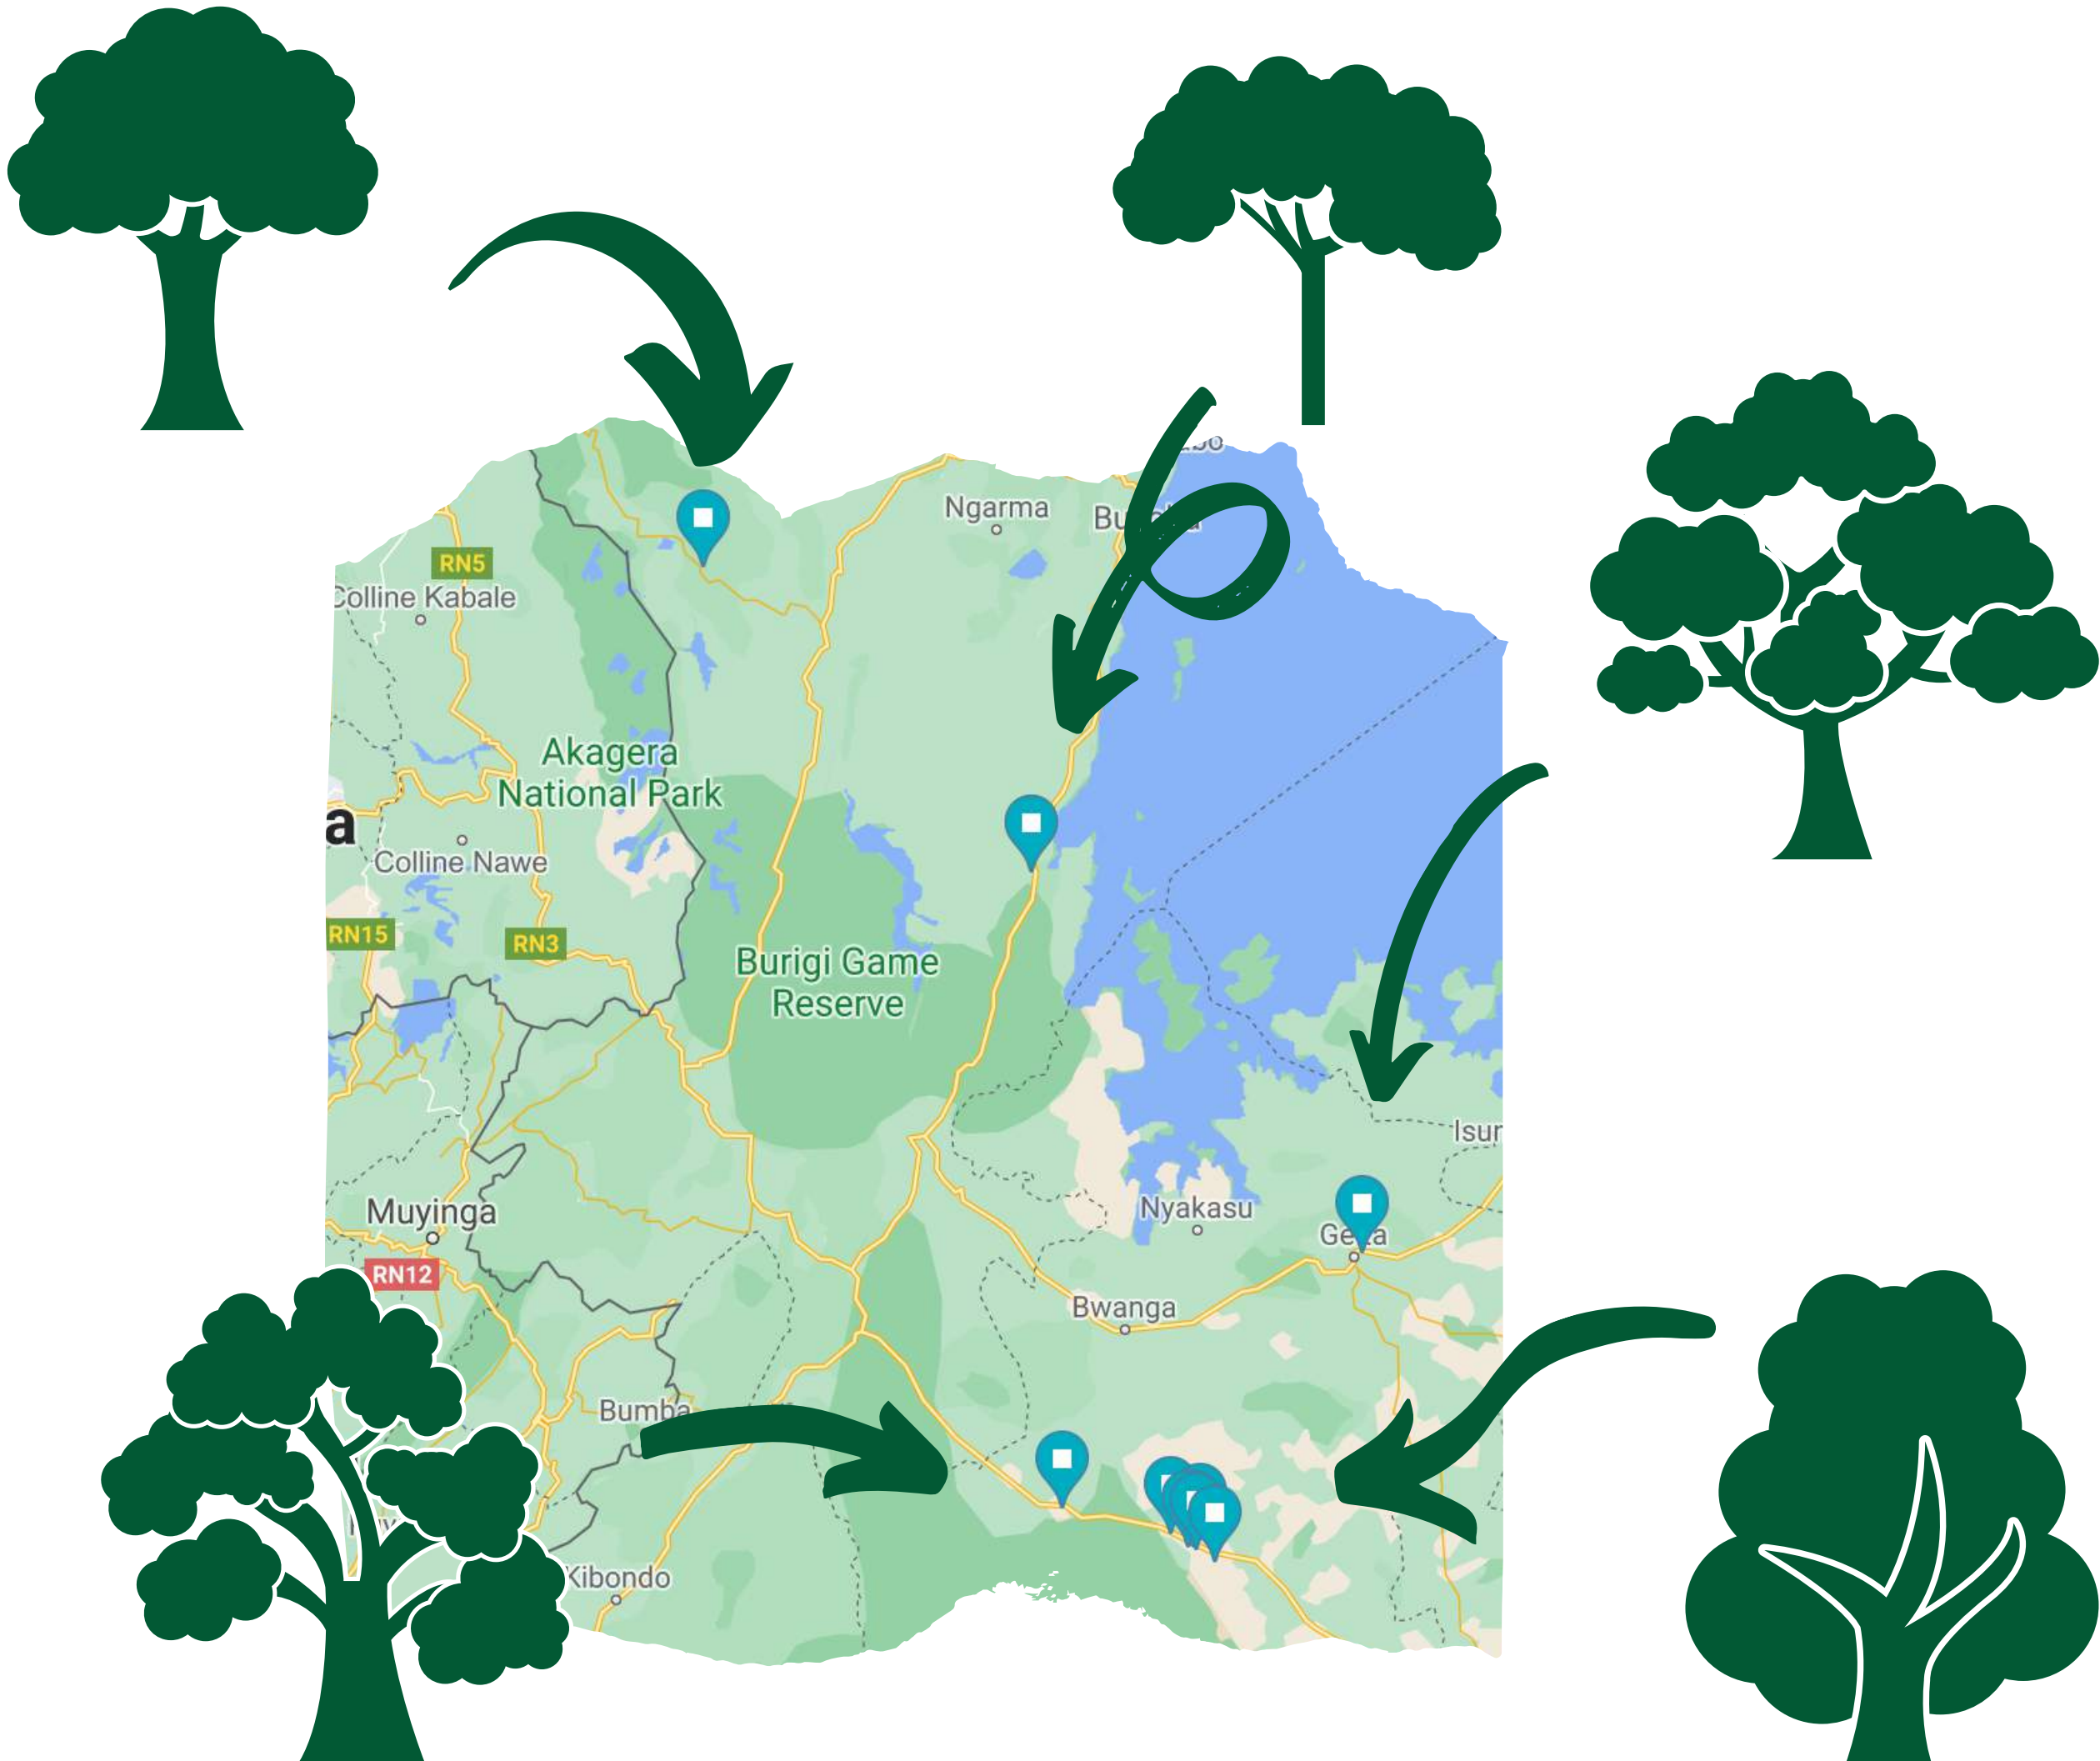 Ngarma
RN5
Colline Kabale
Akagera
National Park
a
Colline Nawe
RN15
RN3
Burigi Game
Reserve
Isur
Muyinga
Nyakasu
RN12
Bwanga
Bumba
Kibondo